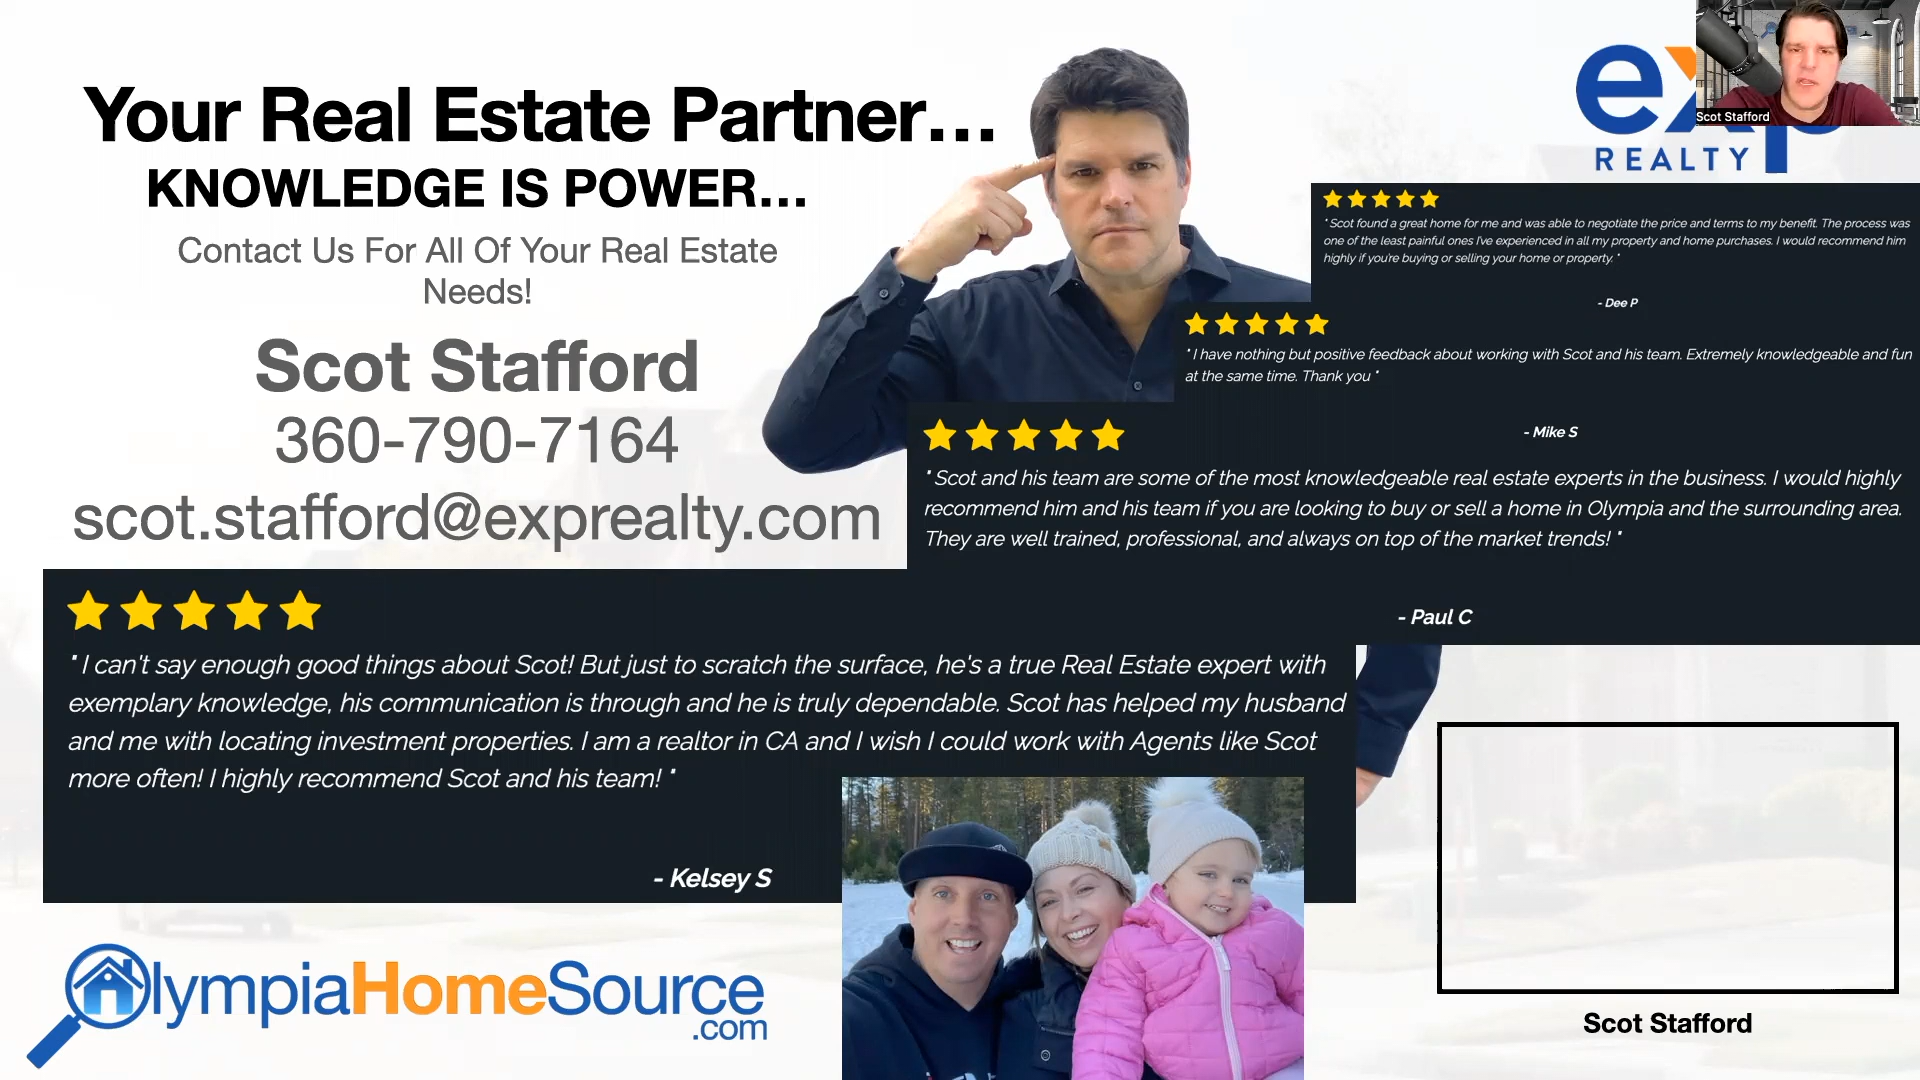 Your Real Estate Partner…
KNOWLEDGE IS POWER…
Contact Us For All Of Your Real Estate
Needs!
Scot Stafford
360-790-7164
scot.stafford@exprealty.com
exp
REALTY
Scot Stafford
" Scot found a great home for me and was able to negotiate the price and terms to my benefit. The process was
one of the least painful ones I've experienced in all my property and home purchases. I would recommend him
highly if you're buying or selling your home or property. "
- Dee P
" I have nothing but positive feedback about working with Scot and his team. Extremely knowledgeable and fun
at the same time. Thank you "
- Mike S
" Scot and his team are some of the most knowledgeable real estate experts in the business. I would highly
recommend him and his team if you are looking to buy or sell a home in Olympia and the surrounding area.
They are well trained, professional, and always on top of the market trends! "
- Paul C
" I can't say enough good things about Scot! But just to scratch the surface, he's a true Real Estate expert with
exemplary knowledge, his communication is through and he is truly dependable. Scot has helped my husband
and me with locating investment properties. I am a realtor in CA and I wish I could work with Agents like Scot
more often! I highly recommend Scot and his team! "
- Kelsey S
OlympiaHomeSource
.com
Scot Stafford